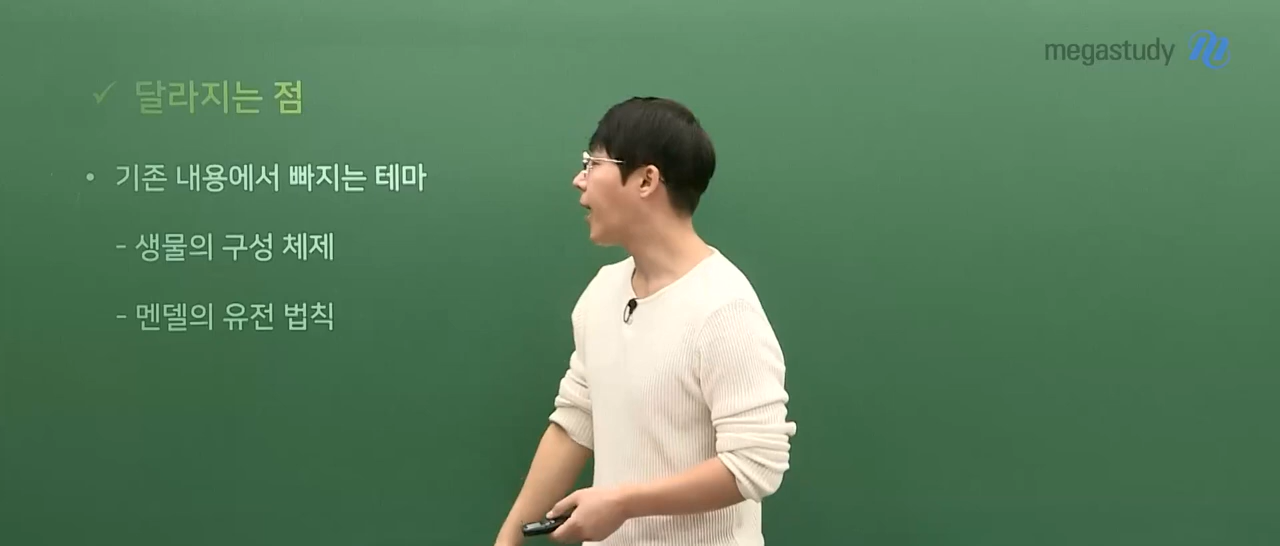 megastudy
✓ 달라지는 점
• 기존 내용에서 빠지는 테마
- 생물의 구성 체제
- 멘델의 유전 법칙